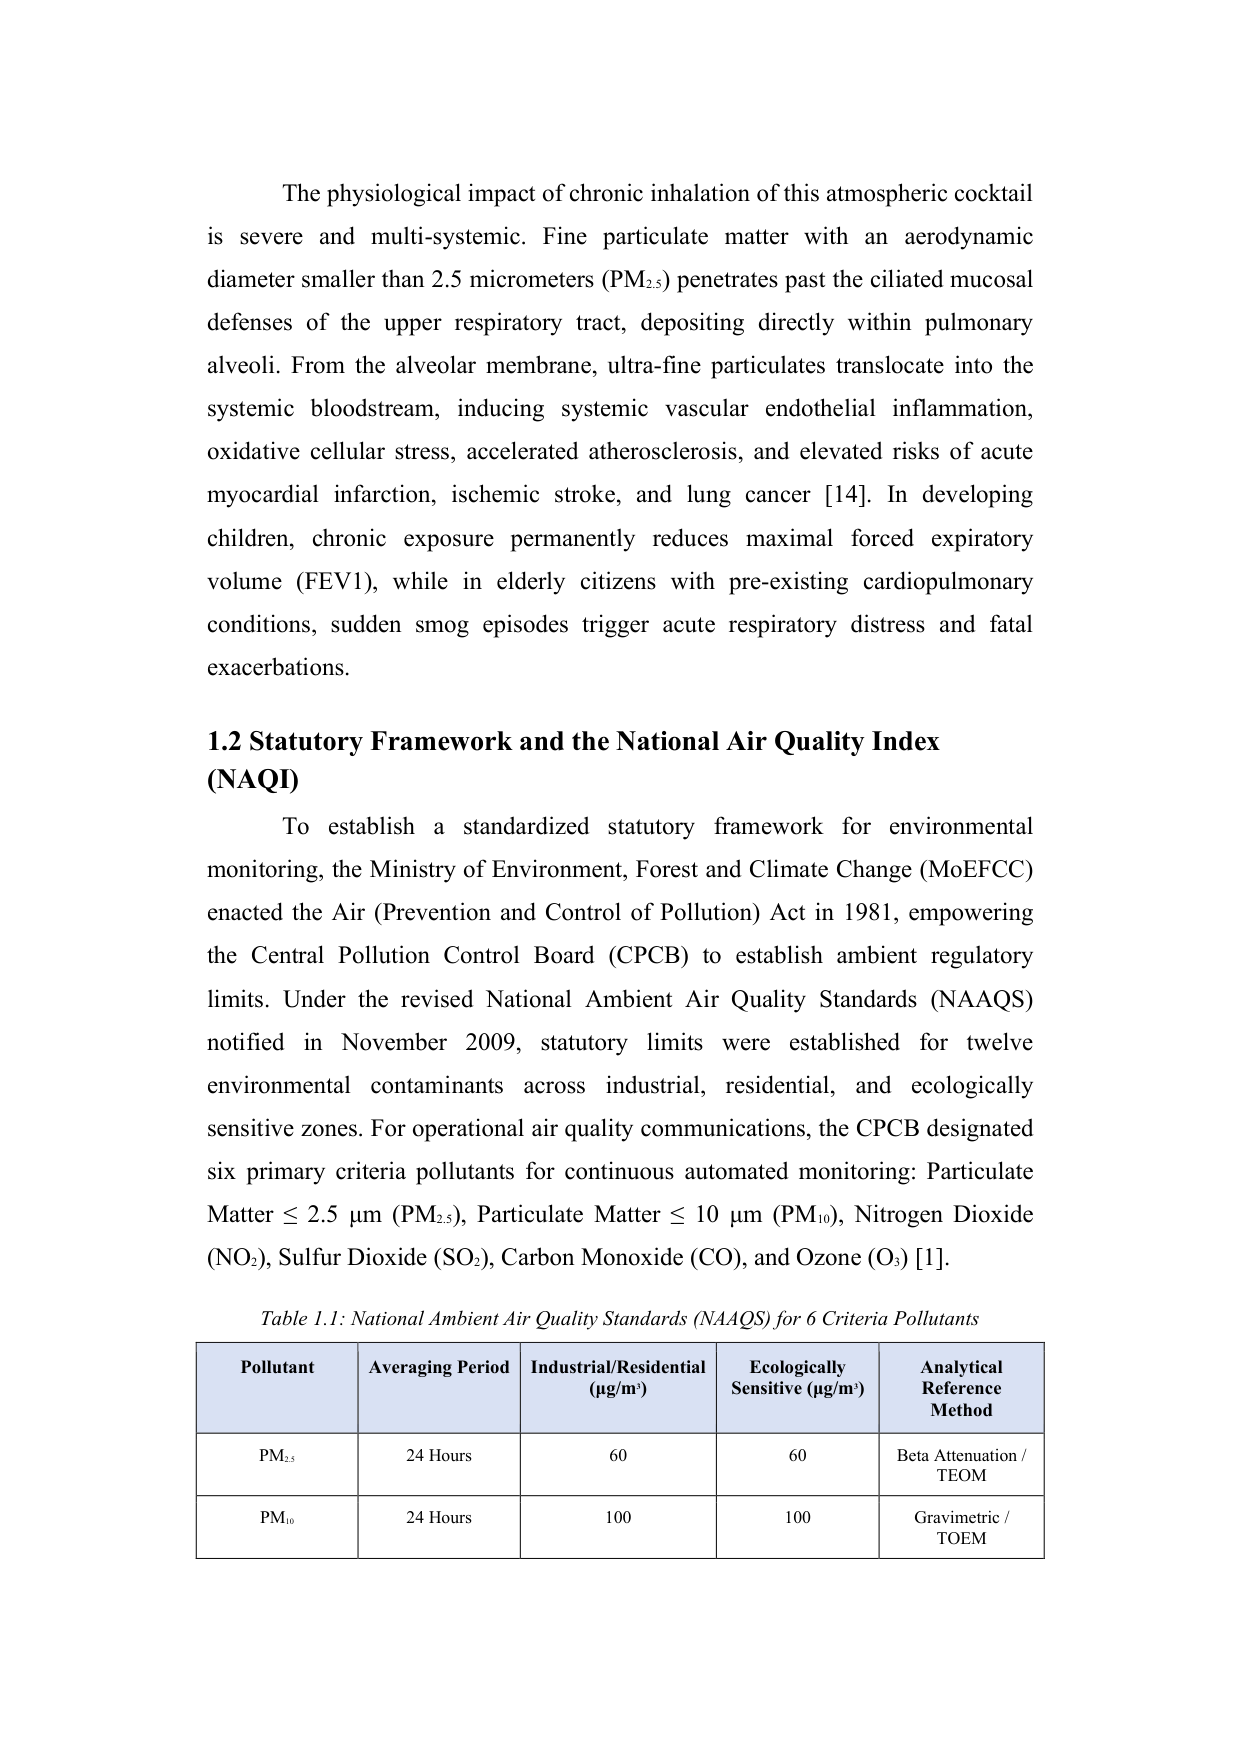 The physiological impact of chronic inhalation of this atmospheric cocktail
is severe and multi-systemic. Fine particulate matter with an aerodynamic
diameter smaller than 2.5 micrometers (PM₂.₅) penetrates past the ciliated mucosal
defenses of the upper respiratory tract, depositing directly within pulmonary
alveoli. From the alveolar membrane, ultra-fine particulates translocate into the
systemic bloodstream, inducing systemic vascular endothelial inflammation,
oxidative cellular stress, accelerated atherosclerosis, and elevated risks of acute
myocardial infarction, ischemic stroke, and lung cancer [14]. In developing
children, chronic exposure permanently reduces maximal forced expiratory
volume (FEV1), while in elderly citizens with pre-existing cardiopulmonary
conditions, sudden smog episodes trigger acute respiratory distress and fatal
exacerbations.
1.2 Statutory Framework and the National Air Quality Index
(NAQI)
To establish a standardized statutory framework for environmental
monitoring, the Ministry of Environment, Forest and Climate Change (MoEFCC)
enacted the Air (Prevention and Control of Pollution) Act in 1981, empowering
the Central Pollution Control Board (CPCB) to establish ambient regulatory
limits. Under the revised National Ambient Air Quality Standards (NAAQS)
notified in November 2009, statutory limits were established for twelve
environmental contaminants across industrial, residential, and ecologically
sensitive zones. For operational air quality communications, the CPCB designated
six primary criteria pollutants for continuous automated monitoring: Particulate
Matter ≤ 2.5 μm (PM₂.₅), Particulate Matter ≤ 10 μm (PM₁₀), Nitrogen Dioxide
(NO₂), Sulfur Dioxide (SO₂), Carbon Monoxide (CO), and Ozone (O₃) [1].
Table 1.1: National Ambient Air Quality Standards (NAAQS) for 6 Criteria Pollutants
Pollutant Averaging Period Industrial/Residential (μg/m³) Ecologically Sensitive (μg/m³) Analytical Reference Method
PM₂.₅ 24 Hours 60 60 Beta Attenuation / TEOM
PM₁₀ 24 Hours 100 100 Gravimetric / TOEM